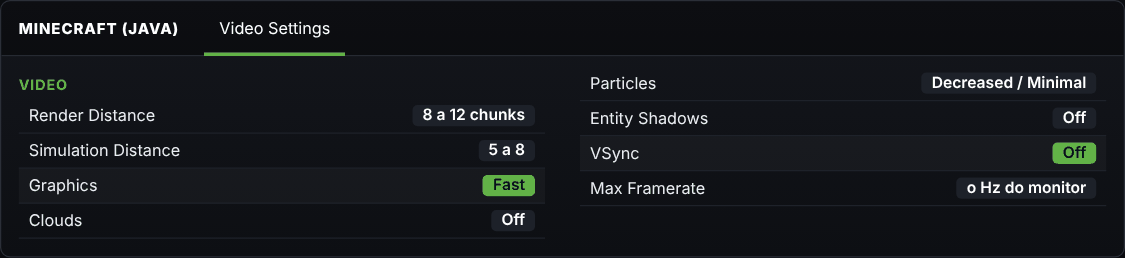 MINECRAFT (JAVA)
Video Settings
VIDEO
Render Distance 8 a 12 chunks
Simulation Distance 5 a 8
Graphics Fast
Clouds Off
Particles Decreased / Minimal
Entity Shadows Off
VSync Off
Max Framerate o Hz do monitor